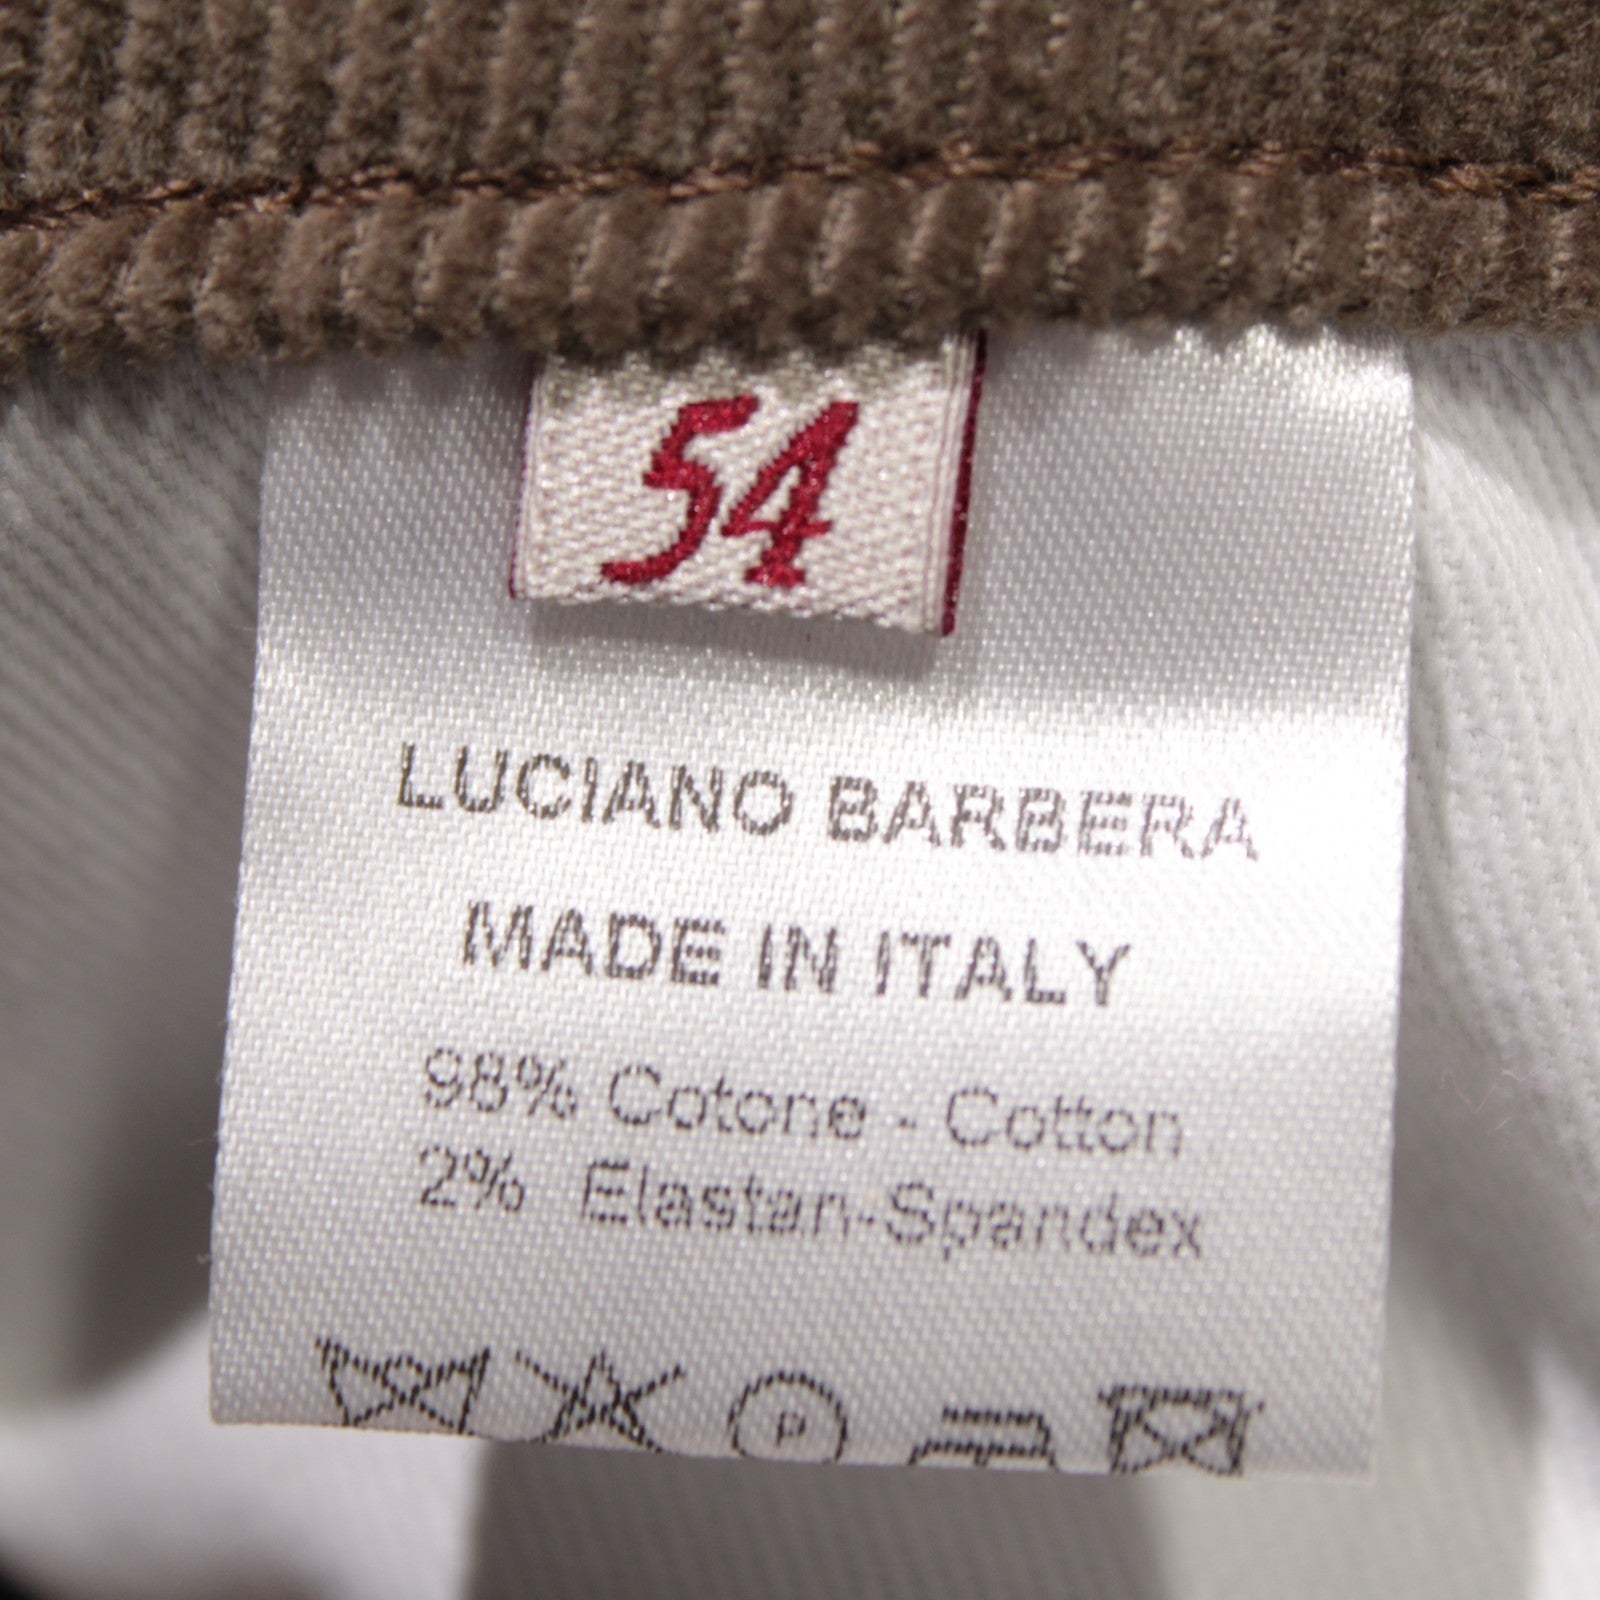 54
LUCIANO BARBERA
MADE IN ITALY
98% Cotone - Cotton
2% Elastan-Spandex
P